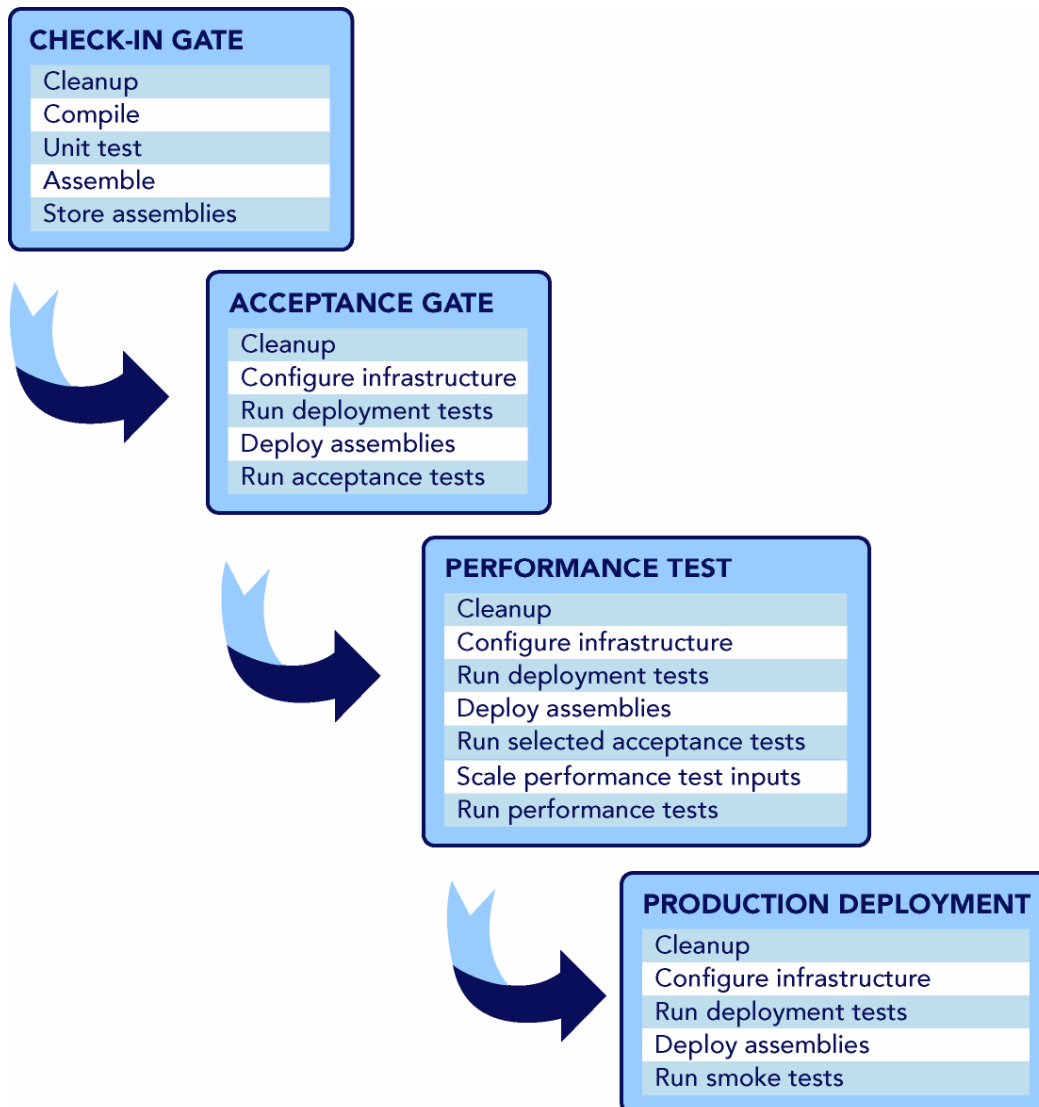 CHECK-IN GATE
Cleanup
Compile
Unit test
Assemble
Store assemblies
ACCEPTANCE GATE
Cleanup
Configure infrastructure
Run deployment tests
Deploy assemblies
Run acceptance tests
PERFORMANCE TEST
Cleanup
Configure infrastructure
Run deployment tests
Deploy assemblies
Run selected acceptance tests
Scale performance test inputs
Run performance tests
PRODUCTION DEPLOYMENT
Cleanup
Configure infrastructure
Run deployment tests
Deploy assemblies
Run smoke tests